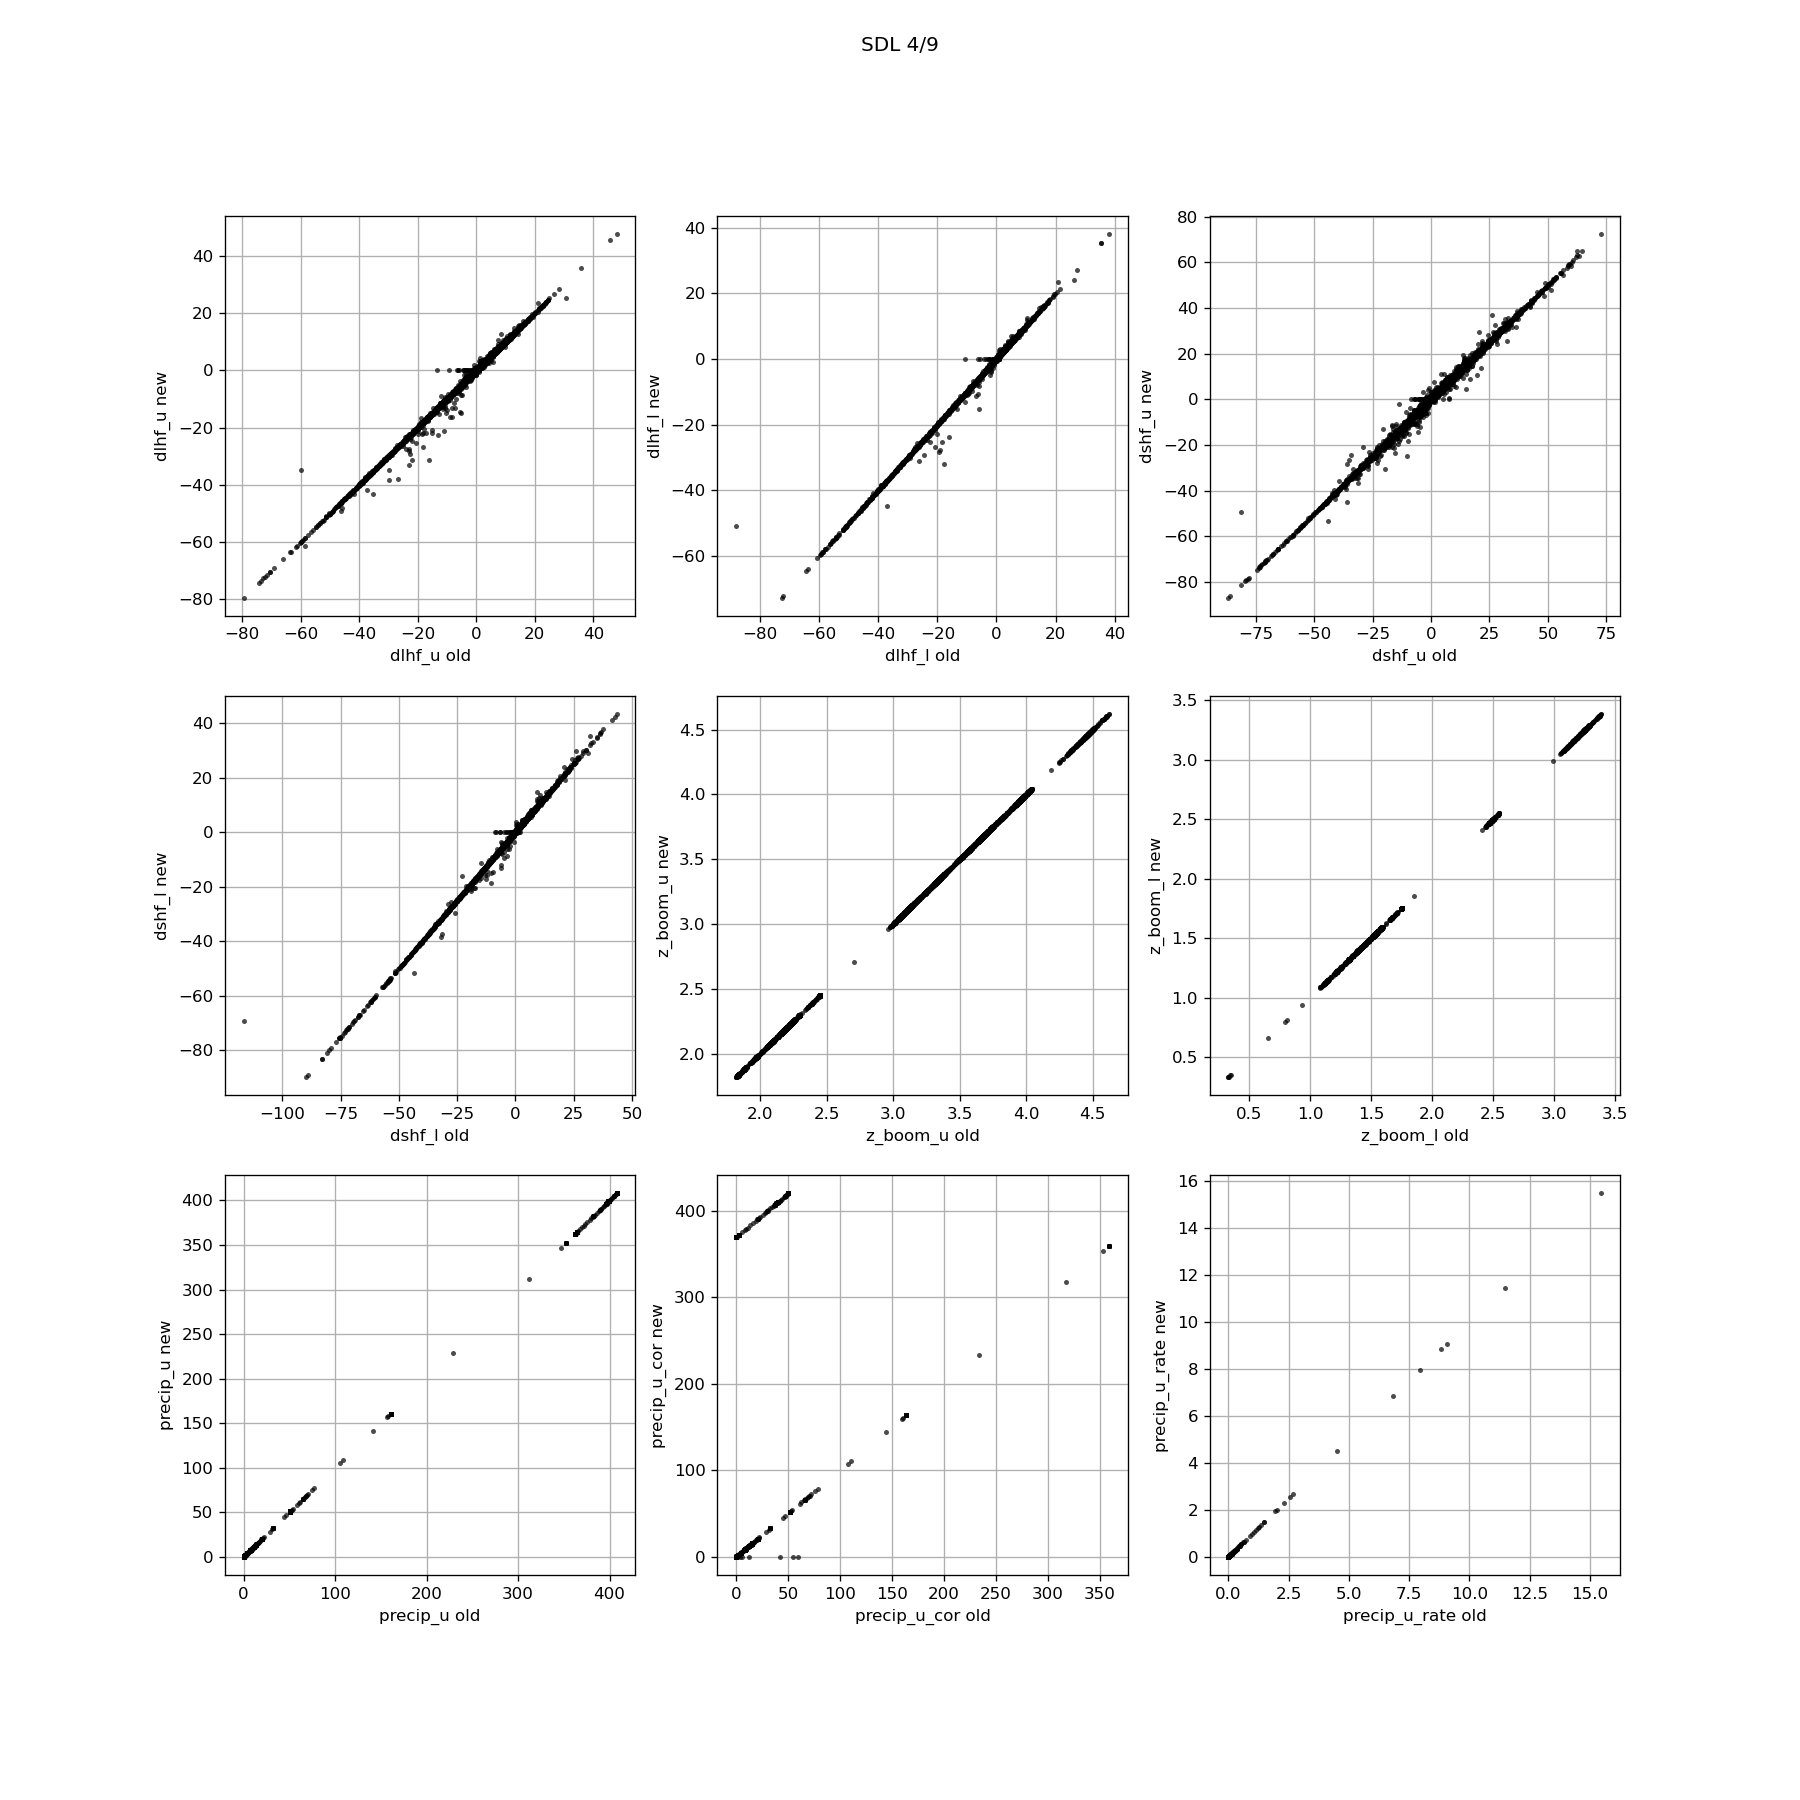 SDL 4/9
40
20
0
−20
−40
−60
−80
dlhf_u new
−80 −60 −40 −20 0 20 40
dlhf_u old
40
20
0
−20
−40
−60
dlhf_l new
−80 −60 −40 −20 0 20 40
dlhf_l old
80
60
40
20
0
−20
−40
−60
−80
dshf_u new
−75 −50 −25 0 25 50 75
dshf_u old
40
20
0
−20
−40
−60
−80
dshf_l new
−100 −75 −50 −25 0 25 50
dshf_l old
4.5
4.0
3.5
3.0
2.5
2.0
z_boom_u new
2.0 2.5 3.0 3.5 4.0 4.5
z_boom_u old
3.5
3.0
2.5
2.0
1.5
1.0
0.5
z_boom_l new
0.5 1.0 1.5 2.0 2.5 3.0 3.5
z_boom_l old
400
350
300
250
200
150
100
50
0
precip_u new
0 100 200 300 400
precip_u old
400
300
200
100
0
precip_u_cor new
0 50 100 150 200 250 300 350
precip_u_cor old
16
14
12
10
8
6
4
2
0
precip_u_rate new
0.0 2.5 5.0 7.5 10.0 12.5 15.0
precip_u_rate old